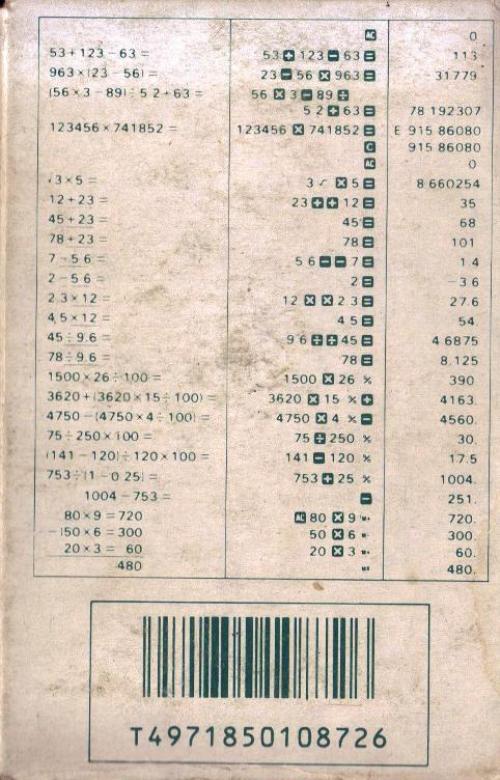 AC 0
53+123−63= 53 + 123 − 63 = 113
963×(23−56)= 23 − 56 × 963 = −31779
(56×3−89)÷5.2+63= 56 × 3 − 89 ÷
5.2 + 63 = 78.192307
123456×741852= 123456 × 741852 = E 915.86080
C 915.86080
AC 0
√3×5= 3 √ × 5 = 8.660254
12+23= 23 + + 12 = 35
45+23= 45 = 68
78+23= 78 = 101
7−5.6= 5.6 − − 7 = 1.4
2−5.6= 2 = −3.6
2.3×12= 12 × × 2.3 = 27.6
4.5×12= 4.5 = 54.
45÷9.6= 9.6 ÷ ÷ 45 = 4.6875
78÷9.6= 78 = 8.125
1500×26÷100= 1500 × 26 % 390
3620+(3620×15÷100)= 3620 × 15 % + 4163.
4750−(4750×4÷100)= 4750 × 4 % − 4560.
75÷250×100= 75 ÷ 250 % 30.
(141−120)÷120×100= 141 − 120 % 17.5
753÷(1−0.25)= 753 ÷ 25 % 1004.
1004−753= − 251.
80×9=720 AC 80 × 9 M+ 720.
−)50×6=300 50 × 6 M− 300.
20×3= 60 20 × 3 M+ 60.
480 MR 480.
T4971850108726